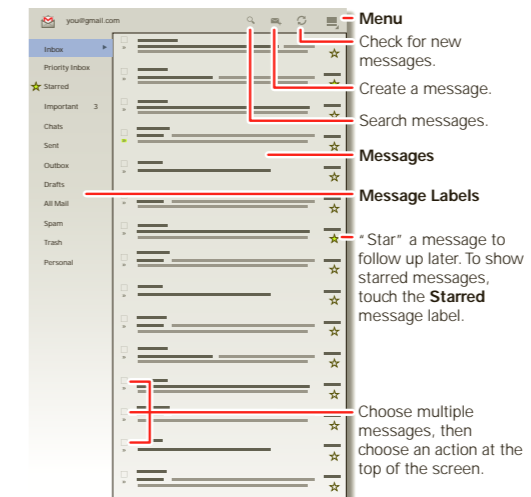 you@gmail.com
Inbox
Priority Inbox
Starred
Important 3
Chats
Sent
Outbox
Drafts
All Mail
Spam
Trash
Personal
Menu
Check for new
messages.
Create a message.
Search messages.
Messages
Message Labels
“Star” a message to
follow up later. To show
starred messages,
touch the Starred
message label.
Choose multiple
messages, then
choose an action at the
top of the screen.